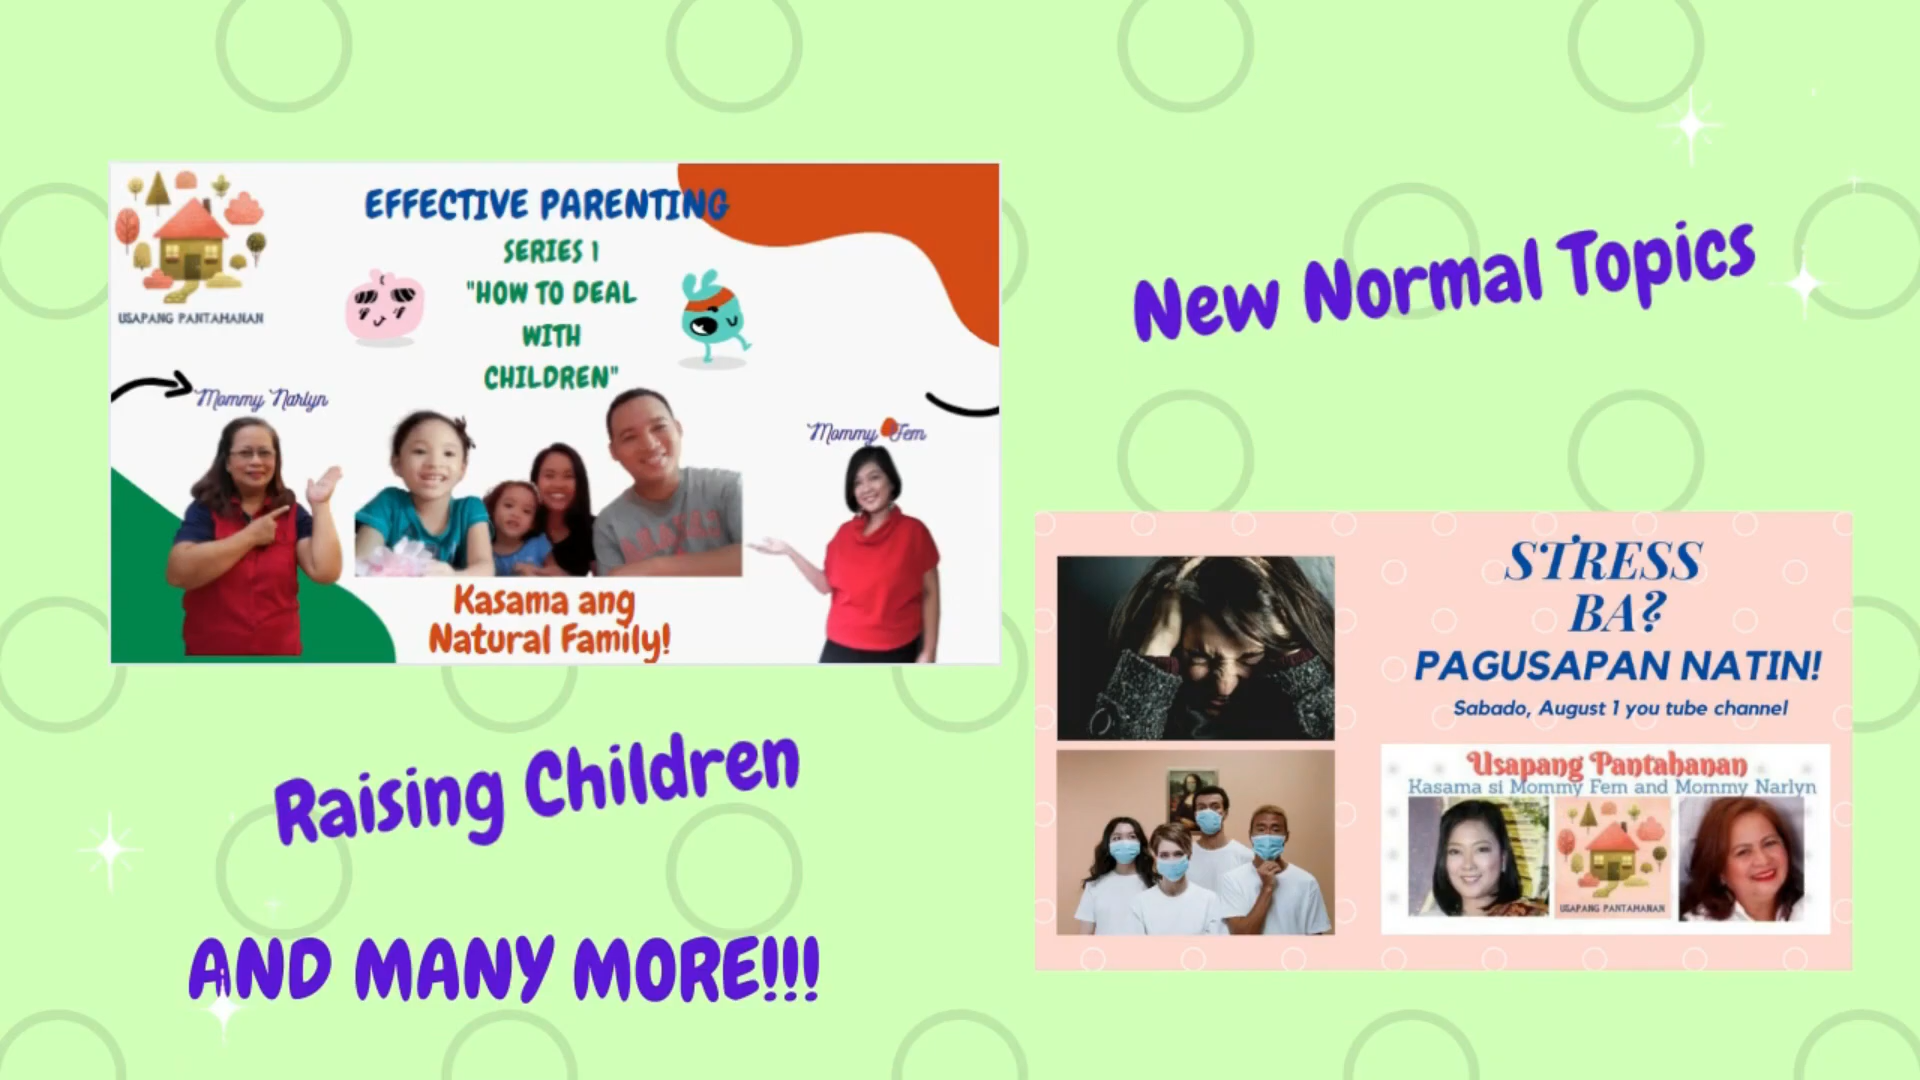 USAPANG PANTAHANAN
EFFECTIVE PARENTING
SERIES 1
"HOW TO DEAL
WITH
CHILDREN"
Mommy Narlyn
Mommy Fem
Kasama ang
Natural Family!
New Normal Topics
STRESS
BA?
PAGUSAPAN NATIN!
Sabado, August 1 you tube channel
Usapang Pantahanan
Kasama si Mommy Fem and Mommy Narlyn
USAPANG PANTAHANAN
Raising Children
AND MANY MORE!!!